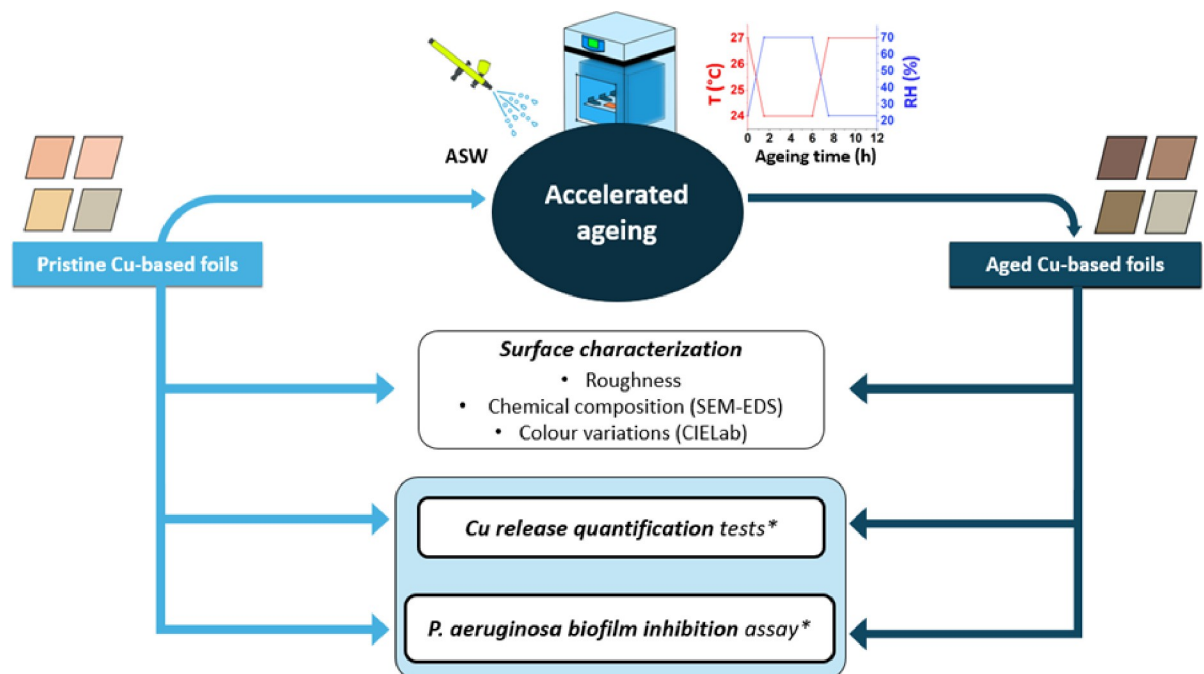 ASW
T (°C)
27
26
25
24
0 2 4 6 8 10 12
Ageing time (h)
70
60
50
40
30
20
RH (%)
Accelerated
ageing
Pristine Cu-based foils
Aged Cu-based foils
Surface characterization
• Roughness
• Chemical composition (SEM-EDS)
• Colour variations (CIELab)
Cu release quantification tests*
P. aeruginosa biofilm inhibition assay*